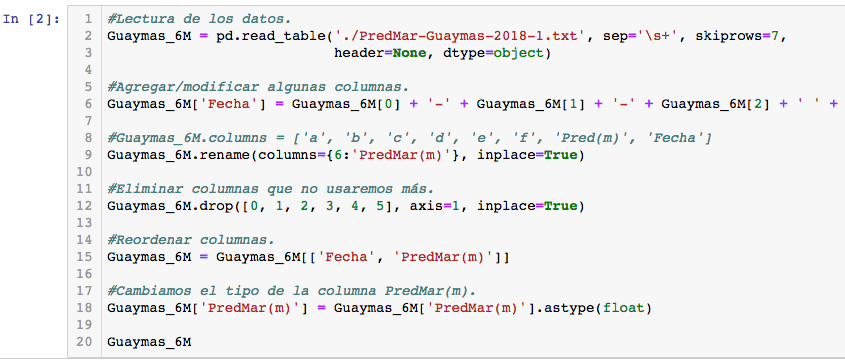 In [2]:
1 #Lectura de los datos.
2 Guaymas_6M = pd.read_table('./PredMar-Guaymas-2018-1.txt', sep='\s+', skiprows=7,
3 header=None, dtype=object)
4
5 #Agregar/modificar algunas columnas.
6 Guaymas_6M['Fecha'] = Guaymas_6M[0] + '-' + Guaymas_6M[1] + '-' + Guaymas_6M[2] + ' ' +
7
8 #Guaymas_6M.columns = ['a', 'b', 'c', 'd', 'e', 'f', 'Pred(m)', 'Fecha']
9 Guaymas_6M.rename(columns={6:'PredMar(m)'}, inplace=True)
10
11 #Eliminar columnas que no usaremos más.
12 Guaymas_6M.drop([0, 1, 2, 3, 4, 5], axis=1, inplace=True)
13
14 #Reordenar columnas.
15 Guaymas_6M = Guaymas_6M[['Fecha', 'PredMar(m)']]
16
17 #Cambiamos el tipo de la columna PredMar(m).
18 Guaymas_6M['PredMar(m)'] = Guaymas_6M['PredMar(m)'].astype(float)
19
20 Guaymas_6M